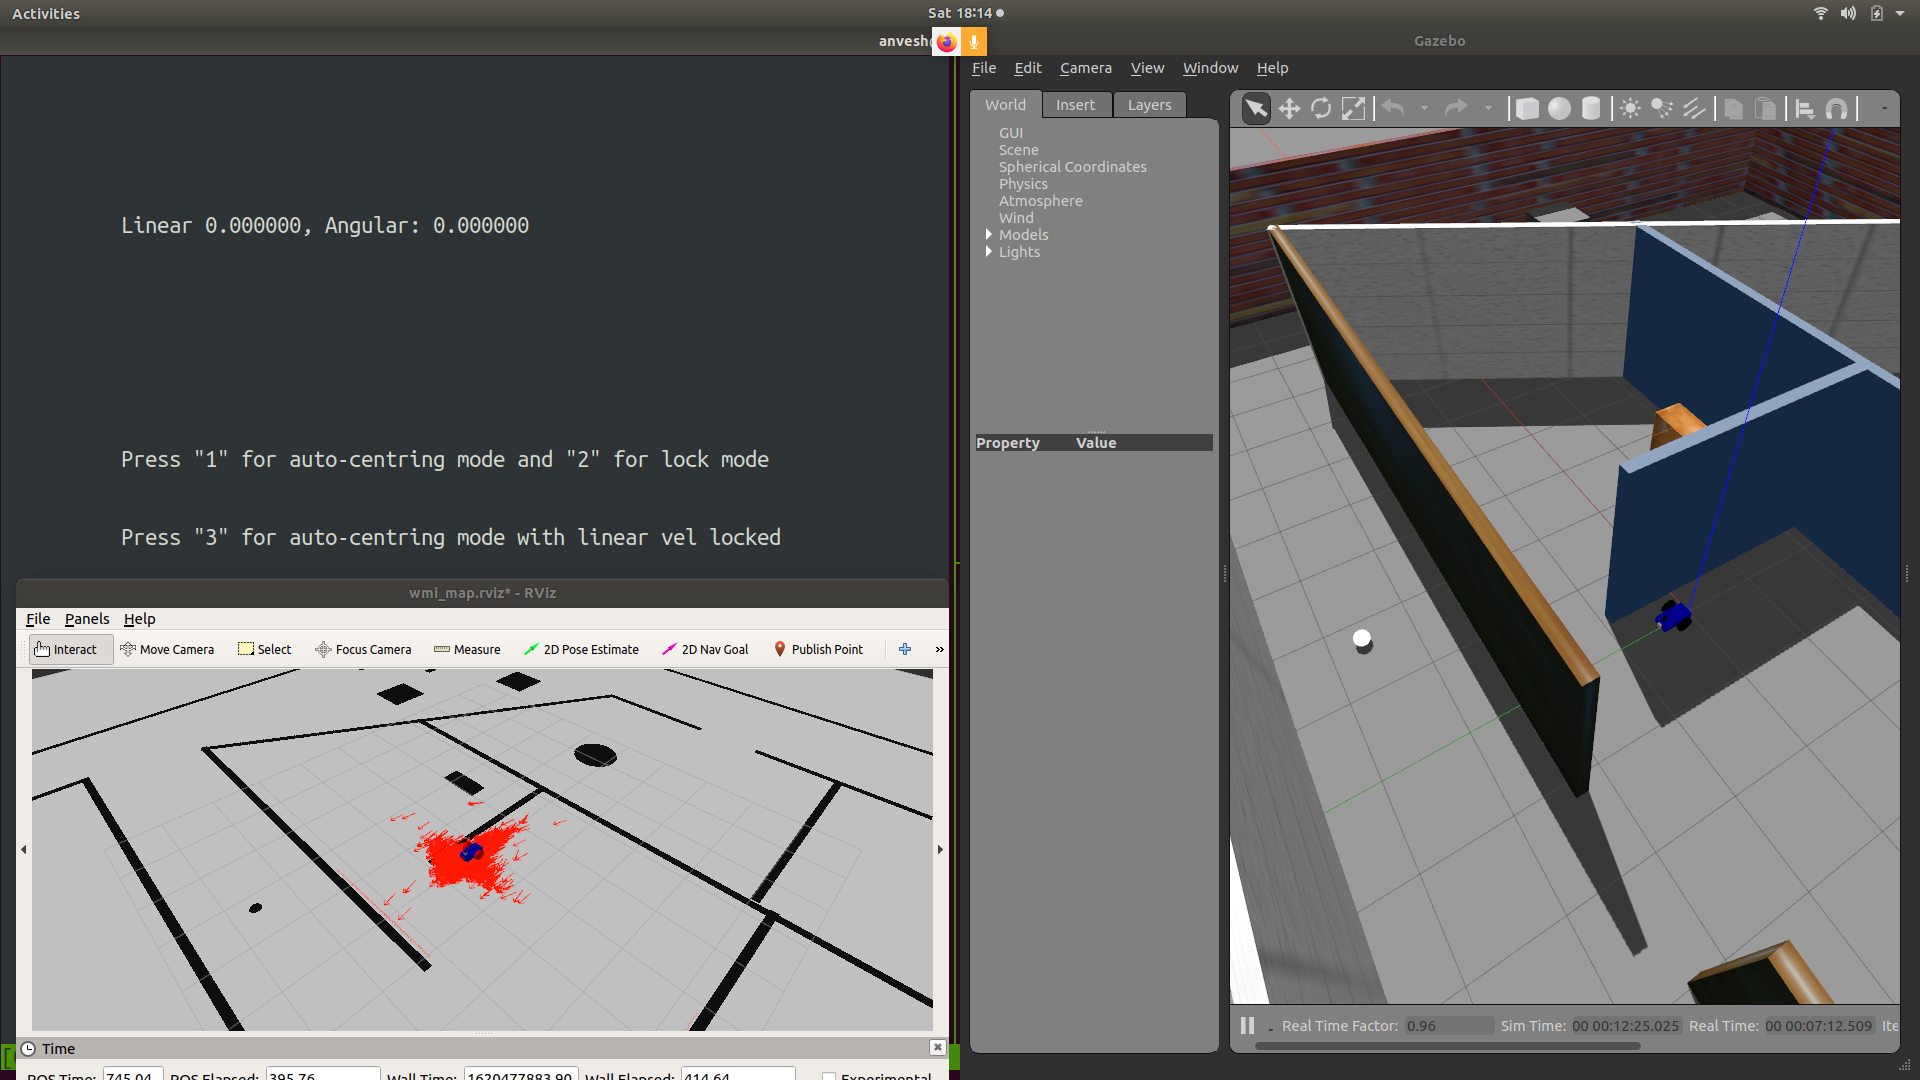 Activities
Sat 18:14
anvesh
Gazebo
File Edit Camera View Window Help
World Insert Layers
GUI
Scene
Spherical Coordinates
Physics
Atmosphere
Wind
Models
Lights
Property Value
Linear 0.000000, Angular: 0.000000
Press "1" for auto-centring mode and "2" for lock mode
Press "3" for auto-centring mode with linear vel locked
wmi_map.rviz* - RViz
File Panels Help
Interact Move Camera Select Focus Camera Measure 2D Pose Estimate 2D Nav Goal Publish Point »
Time
ROS Time: 745.04 ROS Elapsed: 395.76 Wall Time: 1620477883.90 Wall Elapsed: 414.64 Experimental
Real Time Factor: 0.96 Sim Time: 00 00:12:25.025 Real Time: 00 00:07:12.509 Ite